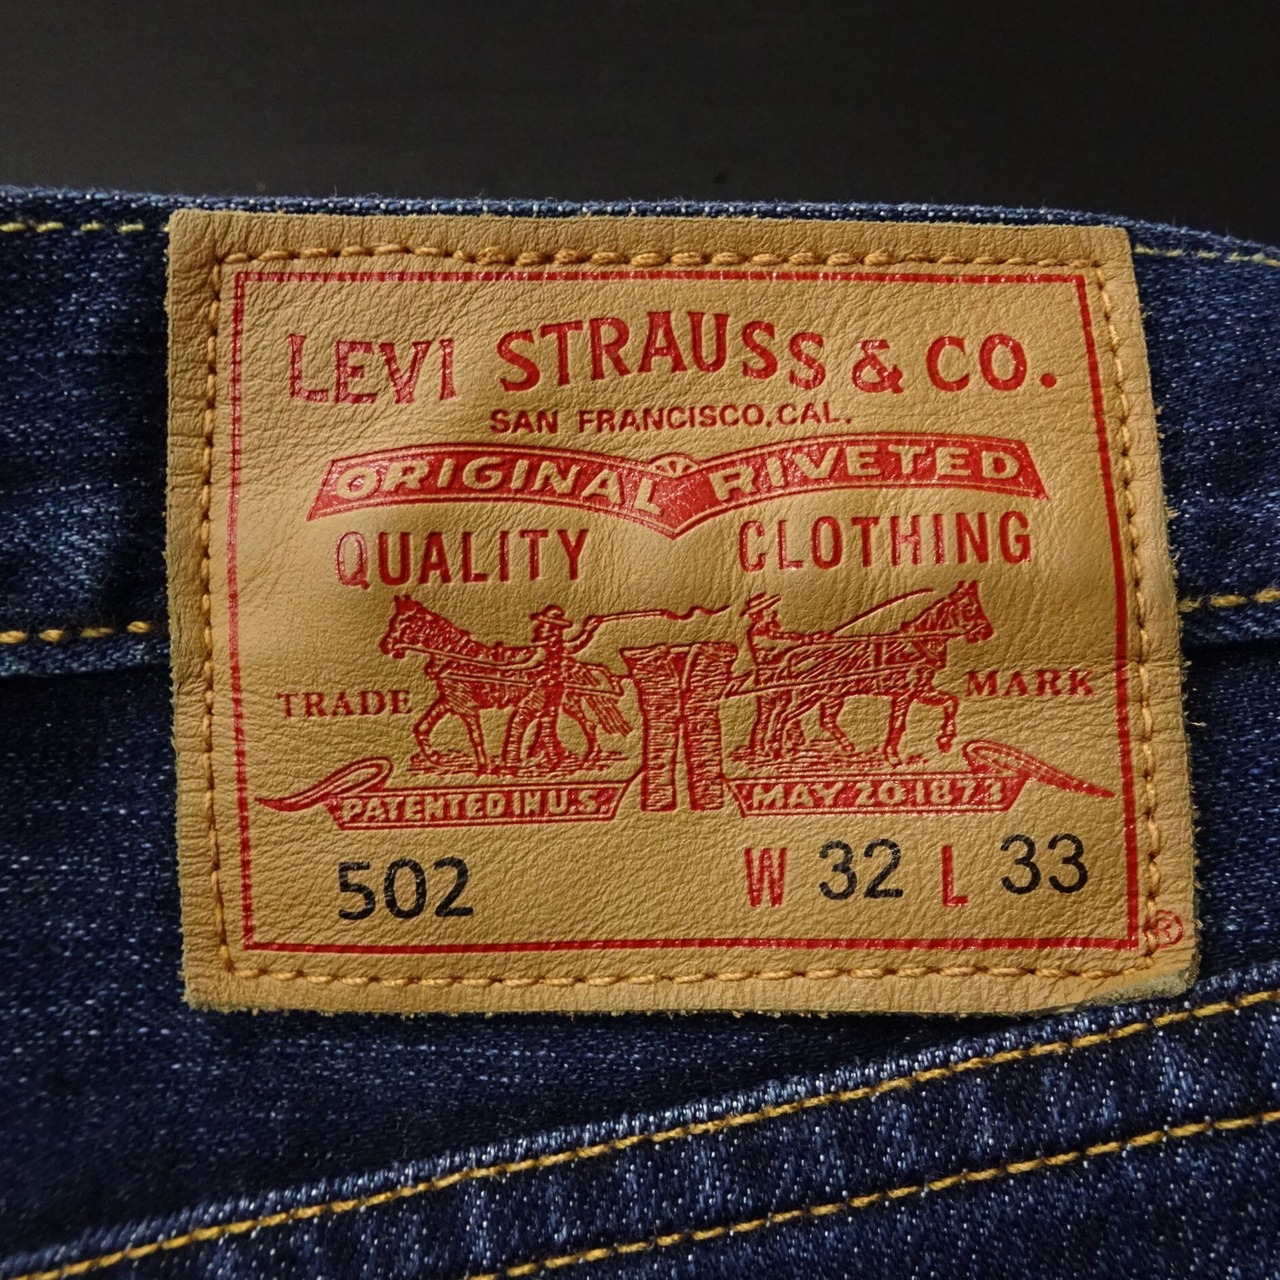 LEVI STRAUSS & CO.
SAN FRANCISCO, CAL.
ORIGINAL RIVETED
QUALITY CLOTHING
TRADE MARK
PATENTED IN U.S. MAY 20 1873
502 W 32 L 33
®